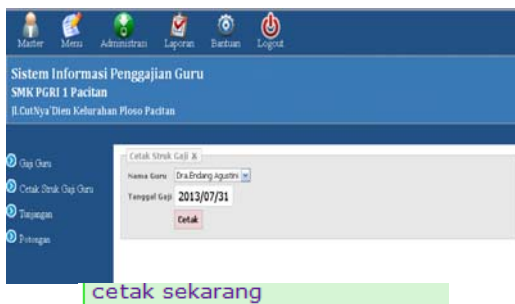 Master Menu Administrasi Laporan Bantuan Logout
Sistem Informasi Penggajian Guru
SMK PGRI 1 Pacitan
Jl.CutNya'Dien Kelurahan Ploso Pacitan
Gaji Guru
Cetak Struk Gaji Guru
Tunjangan
Potongan
Cetak Struk Gaji X
Nama Guru Dra.Endang Agustini
Tanggal Gaji 2013/07/31
Cetak
cetak sekarang